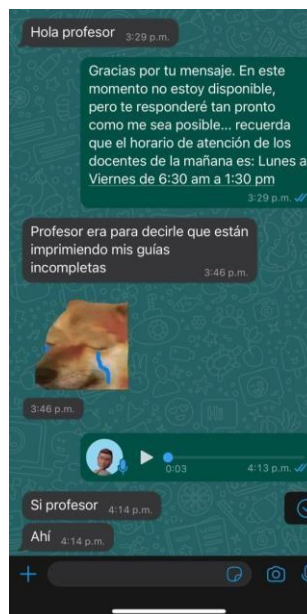 Hola profesor 3:29 p.m.
Gracias por tu mensaje. En este
momento no estoy disponible,
pero te responderé tan pronto
como me sea posible... recuerda
que el horario de atención de los
docentes de la mañana es: Lunes a
Viernes de 6:30 am a 1:30 pm
3:29 p.m.
Profesor era para decirle que están
imprimiendo mis guías
incompletas 3:46 p.m.
3:46 p.m.
0:03 4:13 p.m.
Si profesor 4:14 p.m.
Ahí 4:14 p.m.